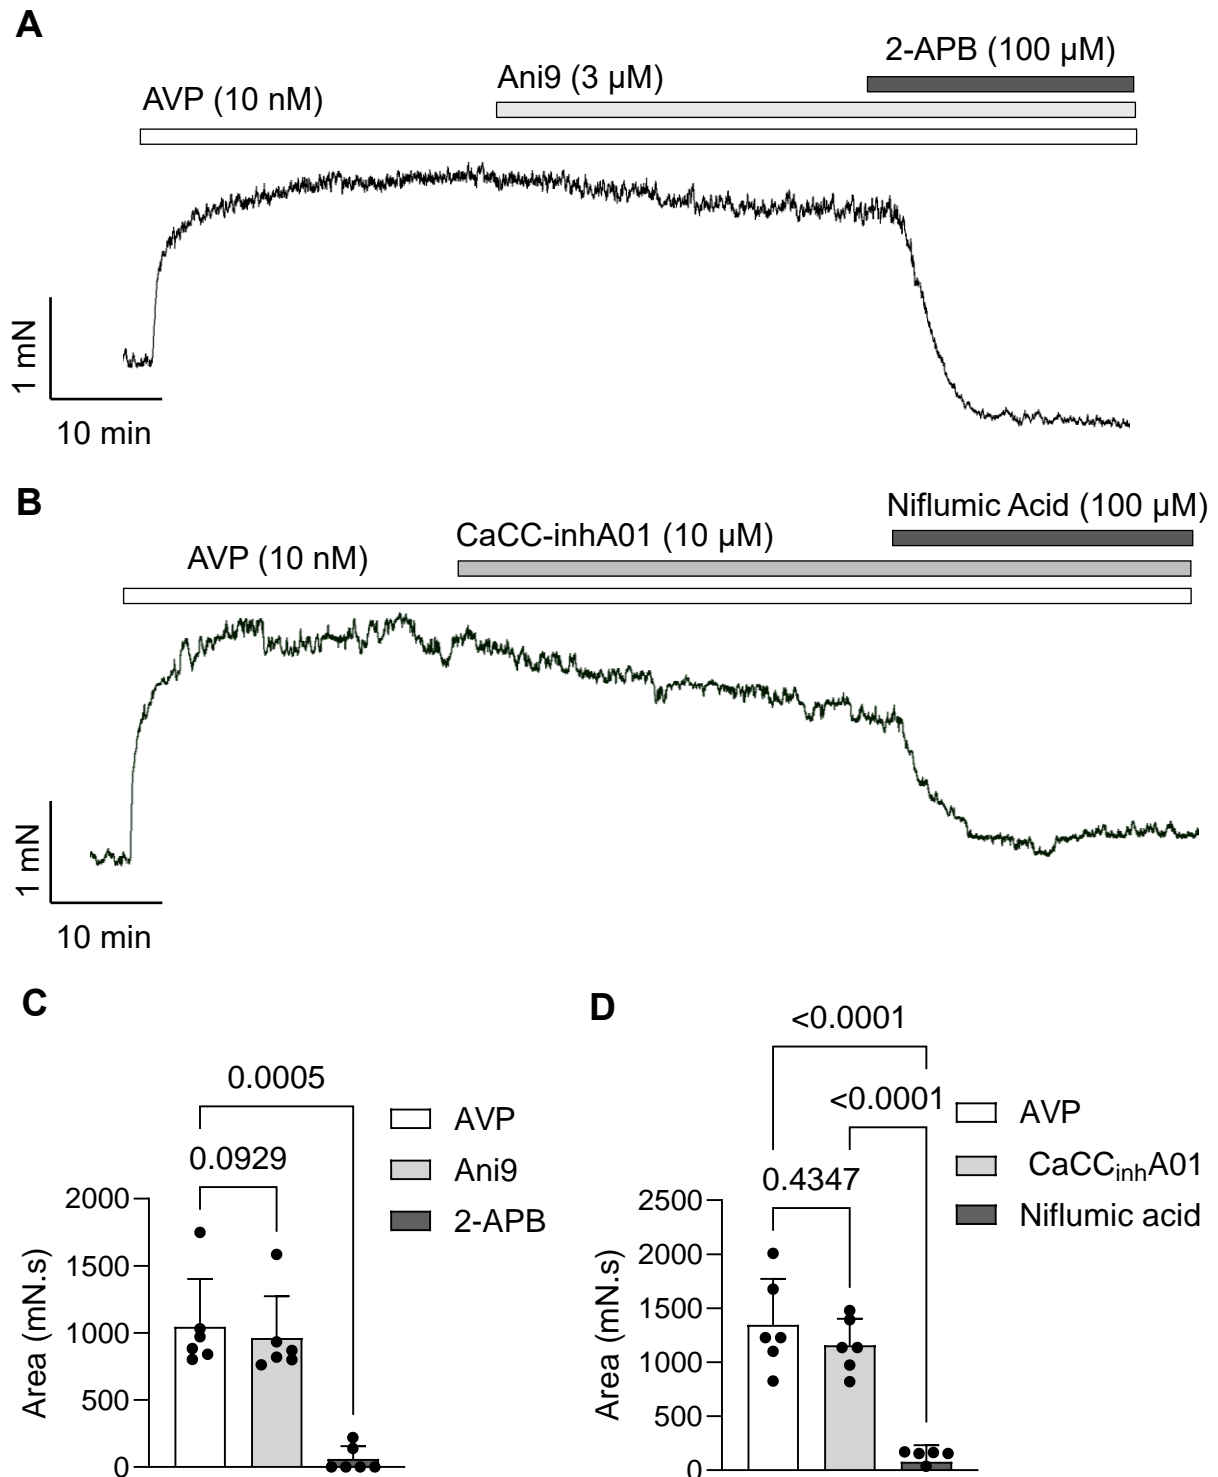 A
2-APB (100 µM)
Ani9 (3 µM)
AVP (10 nM)
1 mN
10 min
B
Niflumic Acid (100 µM)
CaCC-inhA01 (10 µM)
AVP (10 nM)
1 mN
10 min
C
0.0005
0.0929
AVP
Ani9
2-APB
Area (mN.s)
2000
1500
1000
500
0
D
<0.0001
<0.0001
0.4347
AVP
CaCCinhA01
Niflumic acid
Area (mN.s)
2500
2000
1500
1000
500
0